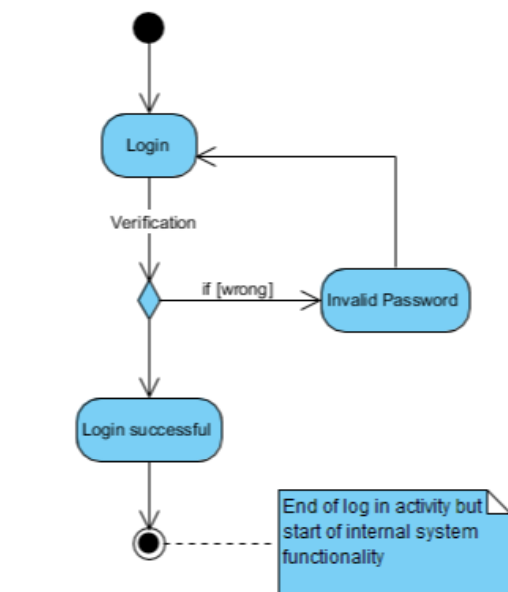 Login
Verification
if [wrong]
Invalid Password
Login successful
End of log in activity but
start of internal system
functionality